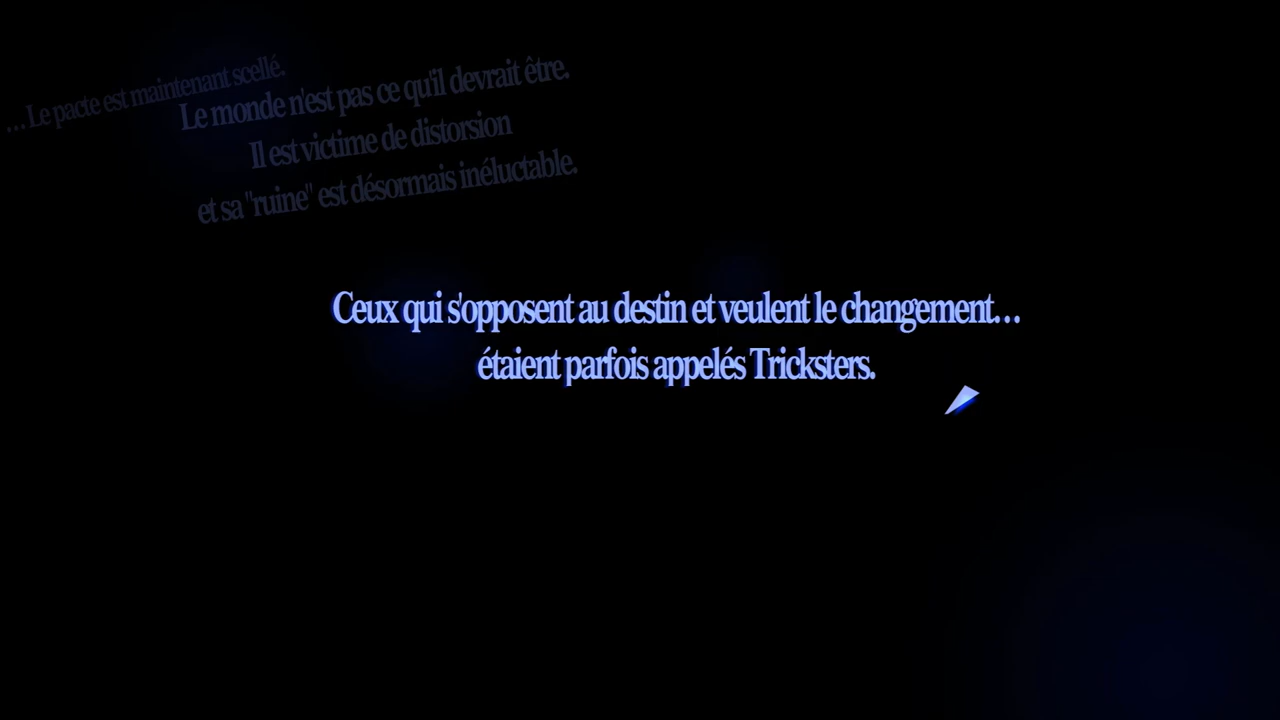 …Le pacte est maintenant scellé.
Le monde n'est pas ce qu'il devrait être.
Il est victime de distorsion
et sa "ruine" est désormais inéluctable.
Ceux qui s'opposent au destin et veulent le changement…
étaient parfois appelés Tricksters.